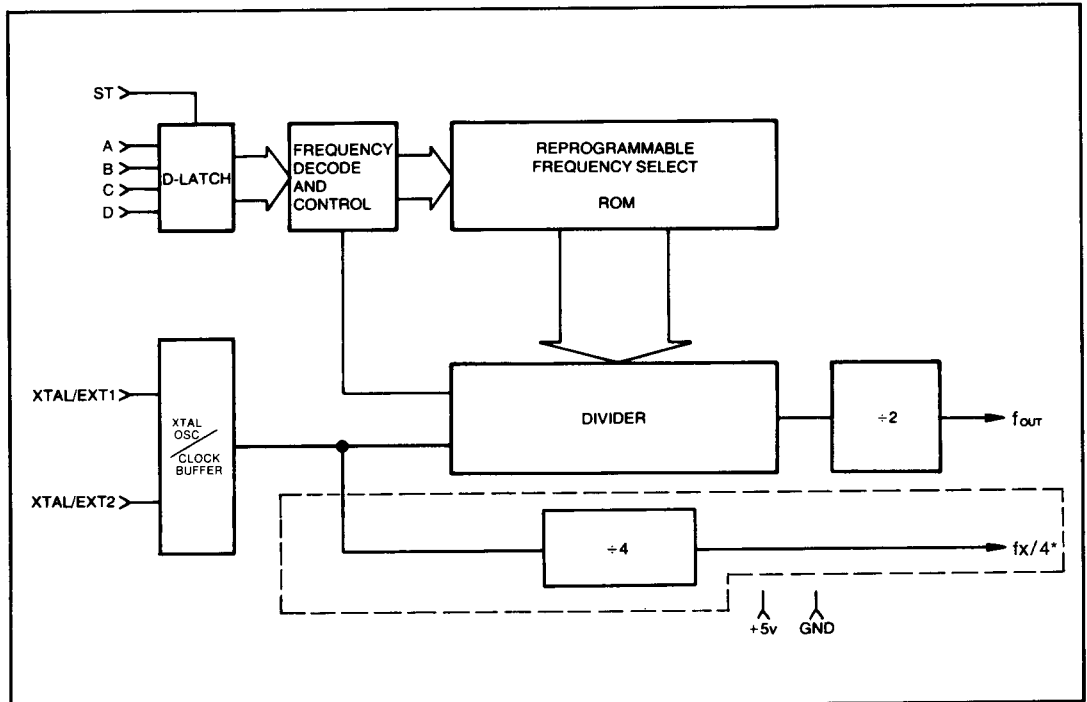 ST
A
B
C
D
D-LATCH
FREQUENCY
DECODE
AND
CONTROL
REPROGRAMMABLE
FREQUENCY SELECT
ROM
XTAL/EXT1
XTAL/EXT2
XTAL
OSC
CLOCK
BUFFER
DIVIDER
÷2
fOUT
÷4
fx/4*
+5v
GND